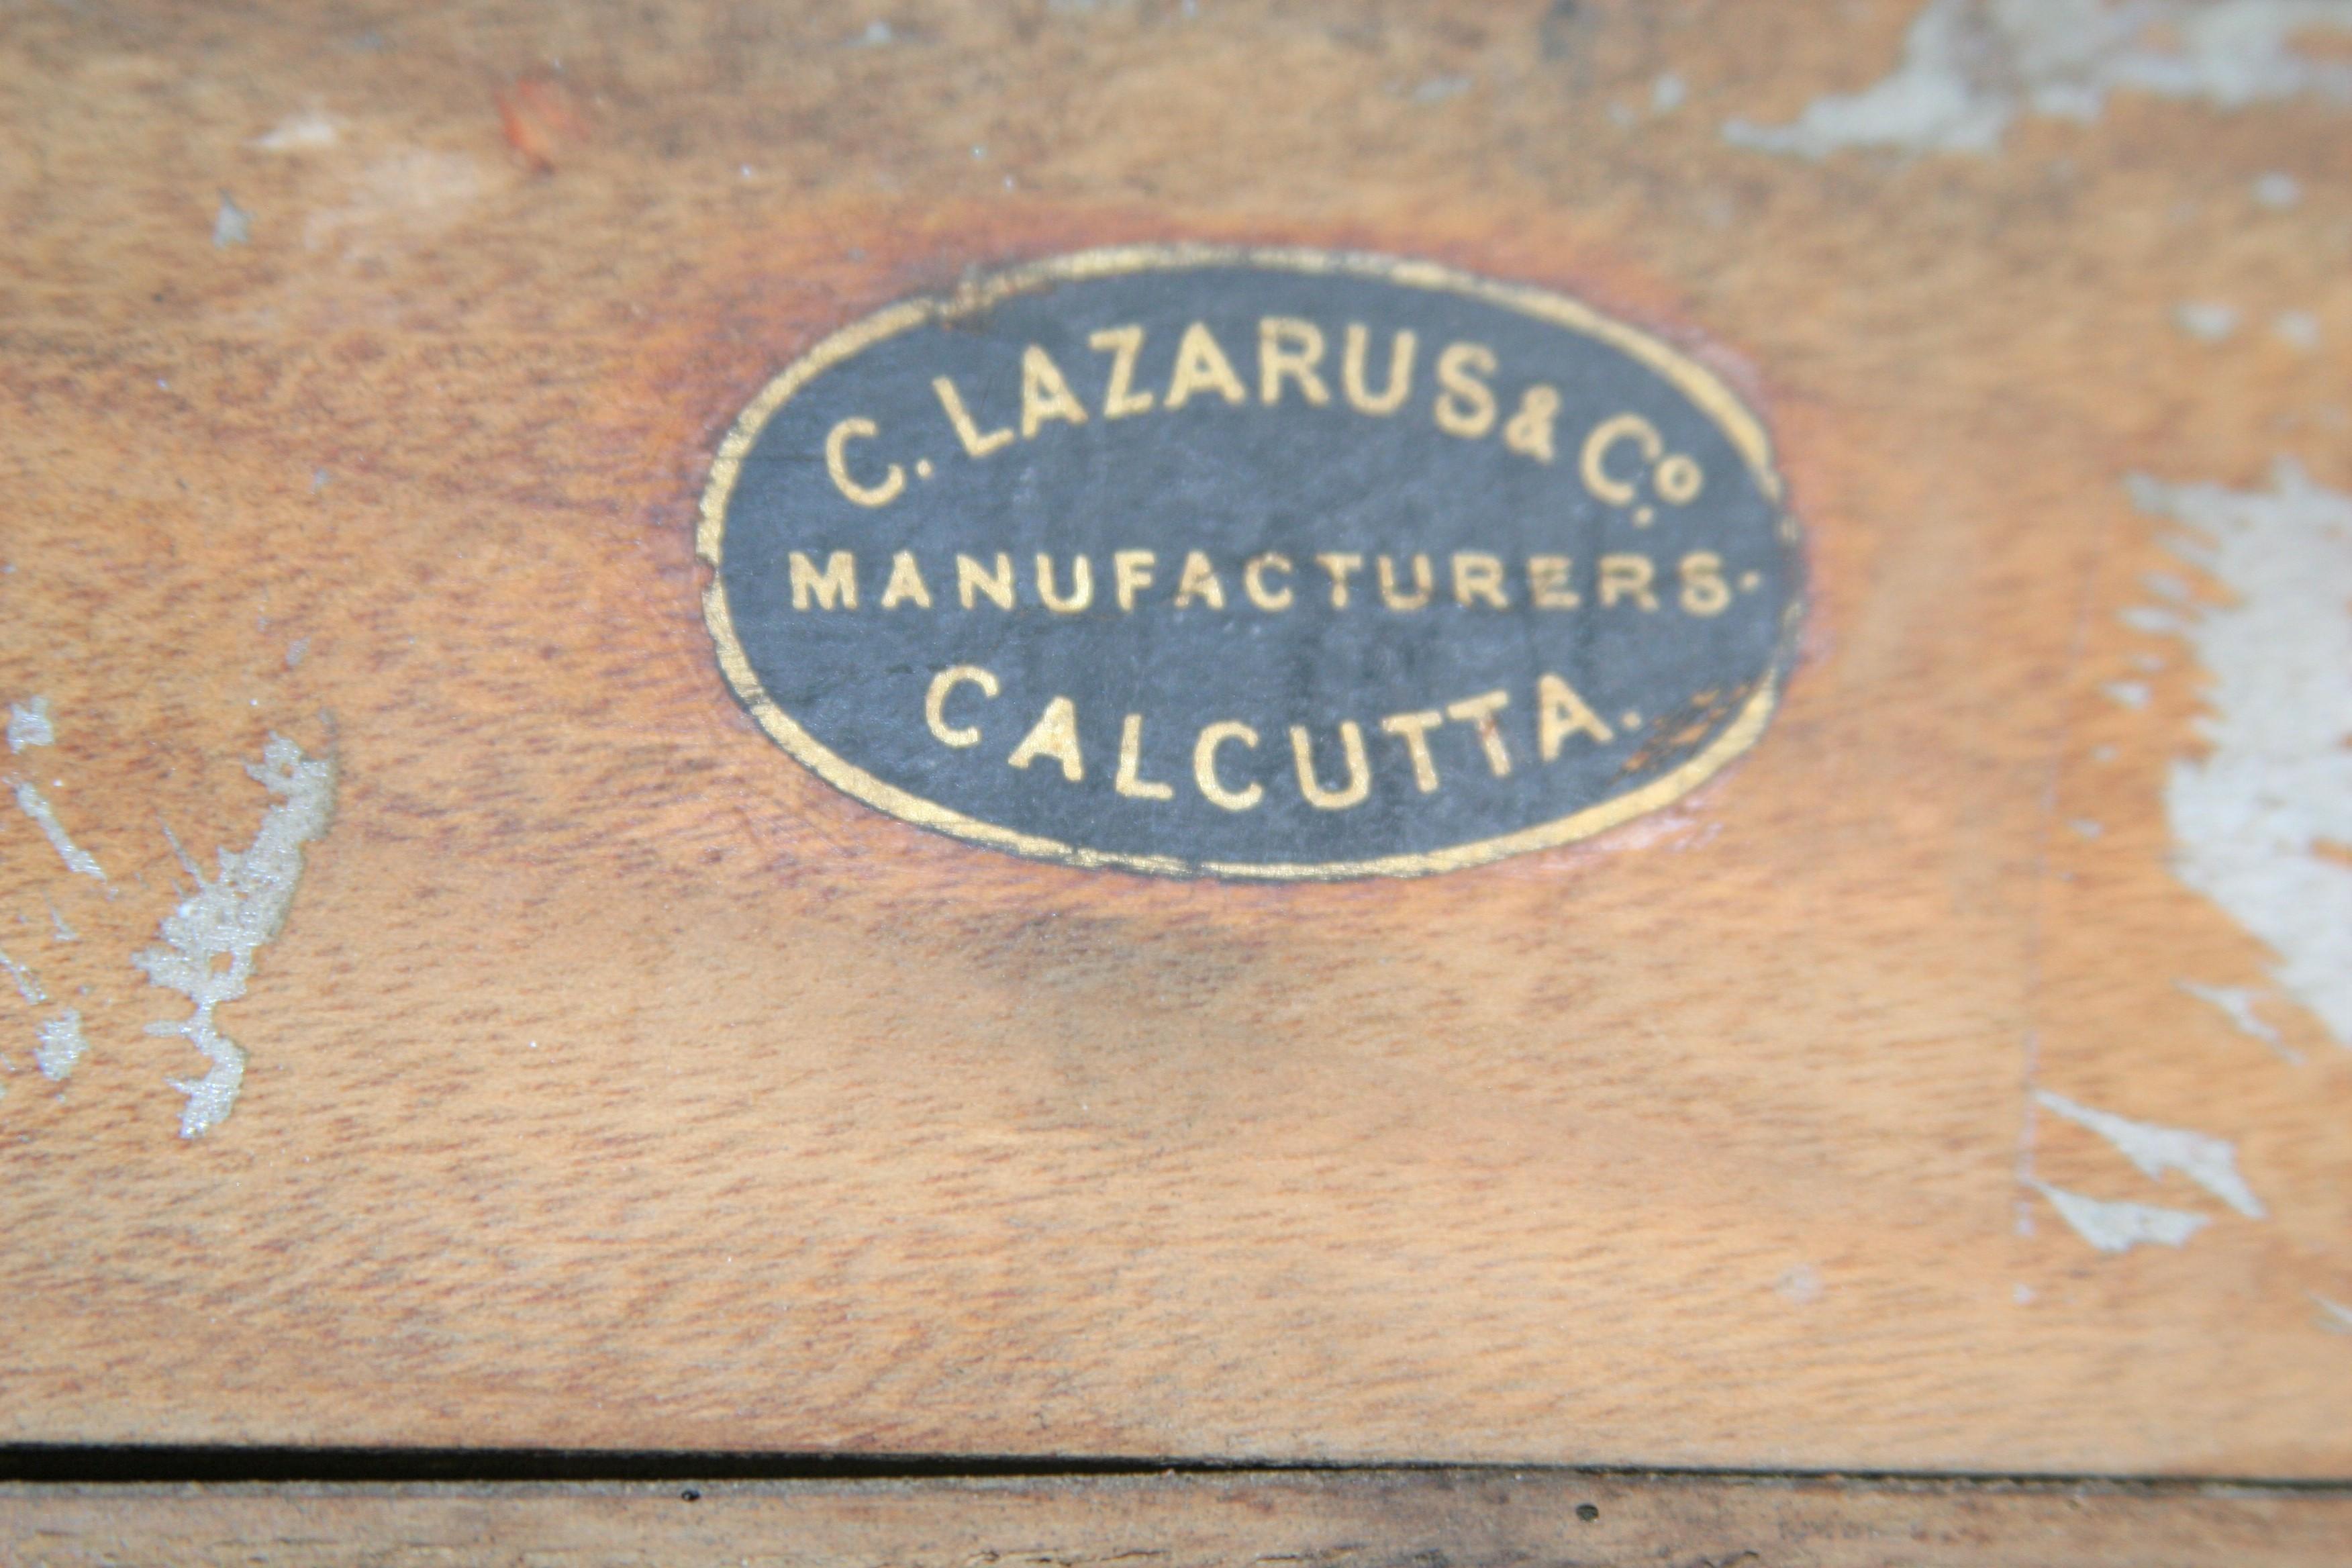 C. LAZARUS & Co.
MANUFACTURERS.
CALCUTTA.